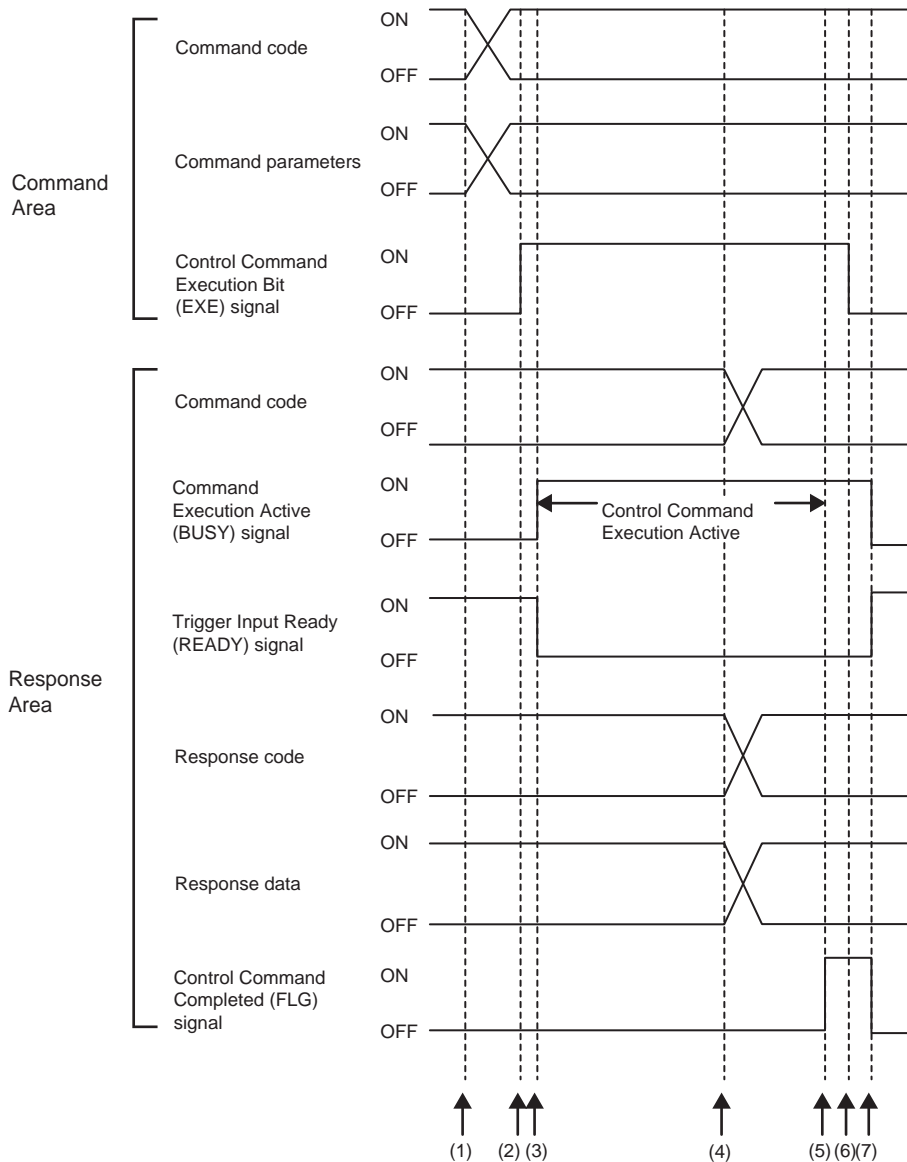 Command
Area
Command code
ON
OFF
Command parameters
ON
OFF
Control Command
Execution Bit
(EXE) signal
ON
OFF
Response
Area
Command code
ON
OFF
Command
Execution Active
(BUSY) signal
ON
OFF
Control Command
Execution Active
Trigger Input Ready
(READY) signal
ON
OFF
Response code
ON
OFF
Response data
ON
OFF
Control Command
Completed (FLG)
signal
ON
OFF
(1) (2) (3) (4) (5) (6) (7)